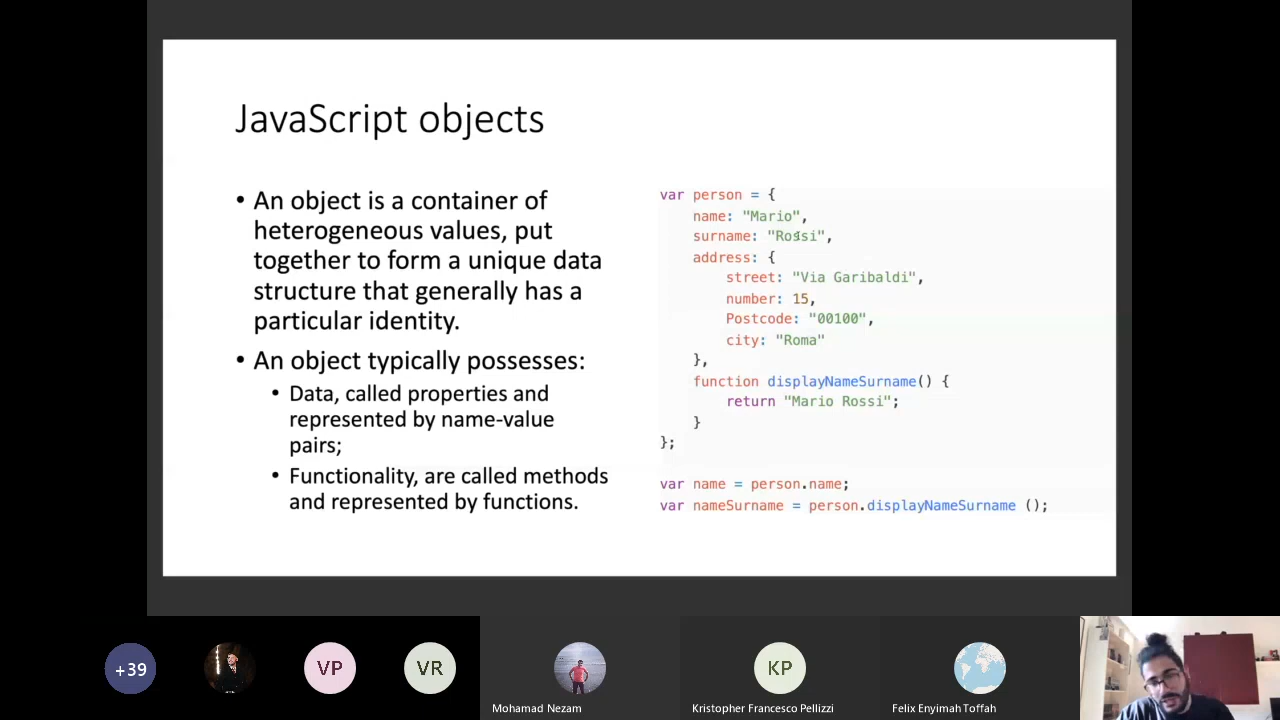 JavaScript objects
• An object is a container of
heterogeneous values, put
together to form a unique data
structure that generally has a
particular identity.
• An object typically possesses:
• Data, called properties and
represented by name-value
pairs;
• Functionality, are called methods
and represented by functions.
var person = {
name: "Mario",
surname: "Rossi",
address: {
street: "Via Garibaldi",
number: 15,
Postcode: "00100",
city: "Roma"
},
function displayNameSurname() {
return "Mario Rossi";
}
};
var name = person.name;
var nameSurname = person.displayNameSurname ();
+39
VP
VR
Mohamad Nezam
KP
Kristopher Francesco Pellizzi
Felix Enyimah Toffah